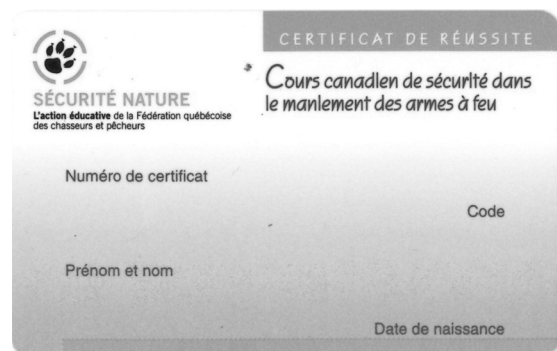 CERTIFICAT DE RÉUSSITE
Cours canadien de sécurité dans
le maniement des armes à feu
SÉCURITÉ NATURE
L'action éducative de la Fédération québécoise
des chasseurs et pêcheurs
Numéro de certificat
Code
Prénom et nom
Date de naissance